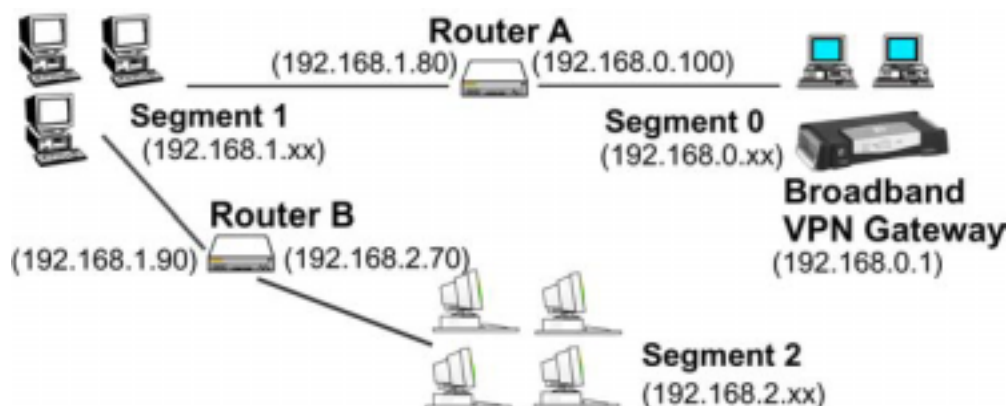 Router A
(192.168.1.80)
(192.168.0.100)
Segment 1
(192.168.1.xx)
Segment 0
(192.168.0.xx)
Broadband
VPN Gateway
(192.168.0.1)
Router B
(192.168.1.90)
(192.168.2.70)
Segment 2
(192.168.2.xx)